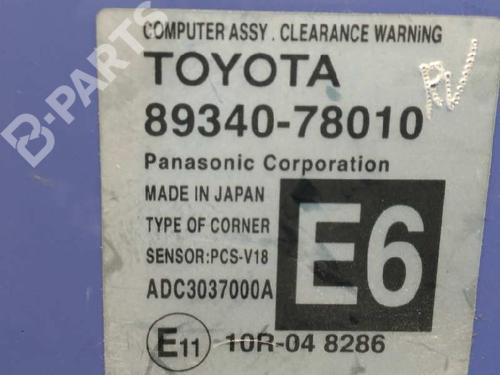 COMPUTER ASSY. CLEARANCE WARNING
TOYOTA
RV
89340-78010
Panasonic Corporation
MADE IN JAPAN
TYPE OF CORNER
SENSOR:PCS-V18
ADC3037000A
E6
E11 10R-04 8286
B-PARTS